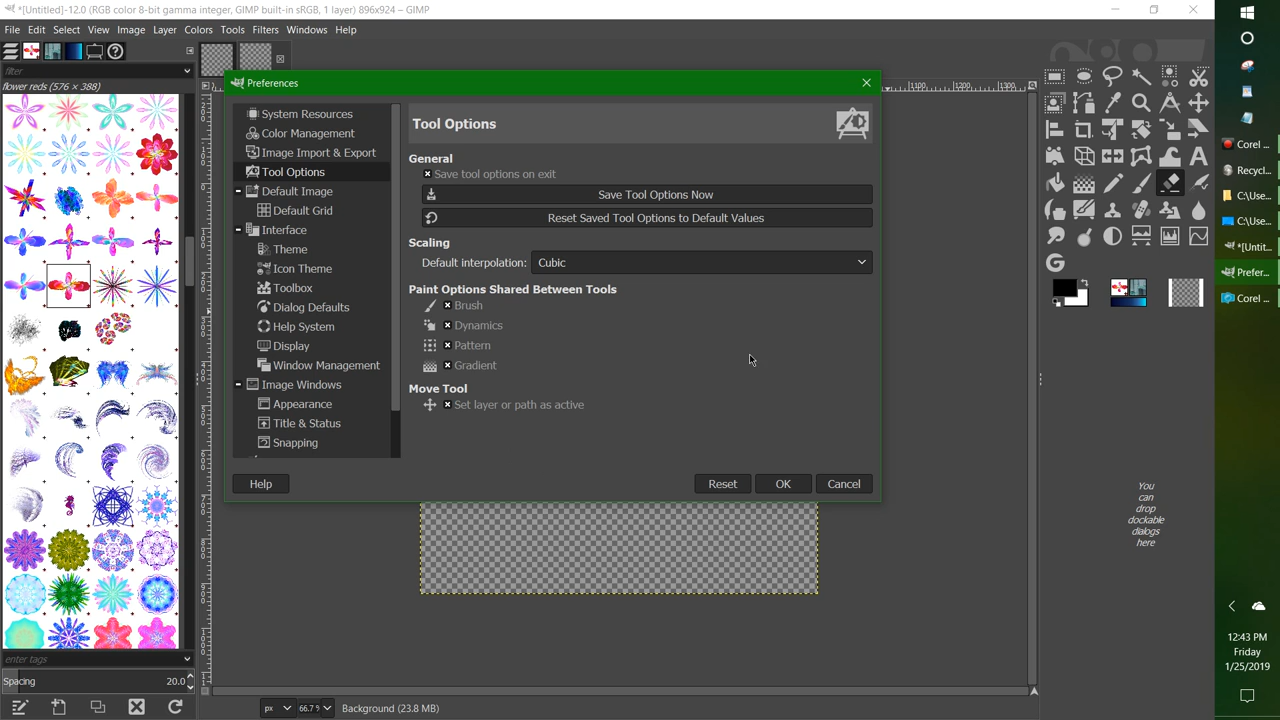 *[Untitled]-12.0 (RGB color 8-bit gamma integer, GIMP built-in sRGB, 1 layer) 896x924 – GIMP
File Edit Select View Image Layer Colors Tools Filters Windows Help
filter
flower reds (576 × 388)
Preferences
System Resources
Color Management
Image Import & Export
Tool Options
Default Image
Default Grid
Interface
Theme
Icon Theme
Toolbox
Dialog Defaults
Help System
Display
Window Management
Image Windows
Appearance
Title & Status
Snapping
Tool Options
General
Save tool options on exit
Save Tool Options Now
Reset Saved Tool Options to Default Values
Scaling
Default interpolation: Cubic
Paint Options Shared Between Tools
Brush
Dynamics
Pattern
Gradient
Move Tool
Set layer or path as active
Help Reset OK Cancel
1100 1200 1300
enter tags
Spacing 20.0
px 66.7 % Background (23.8 MB)
You
can
drop
dockable
dialogs
here
Corel ...
Recycl...
C:\Use...
C:\Use...
*[Untit...
Prefer...
Corel ...
12:43 PM
Friday
1/25/2019